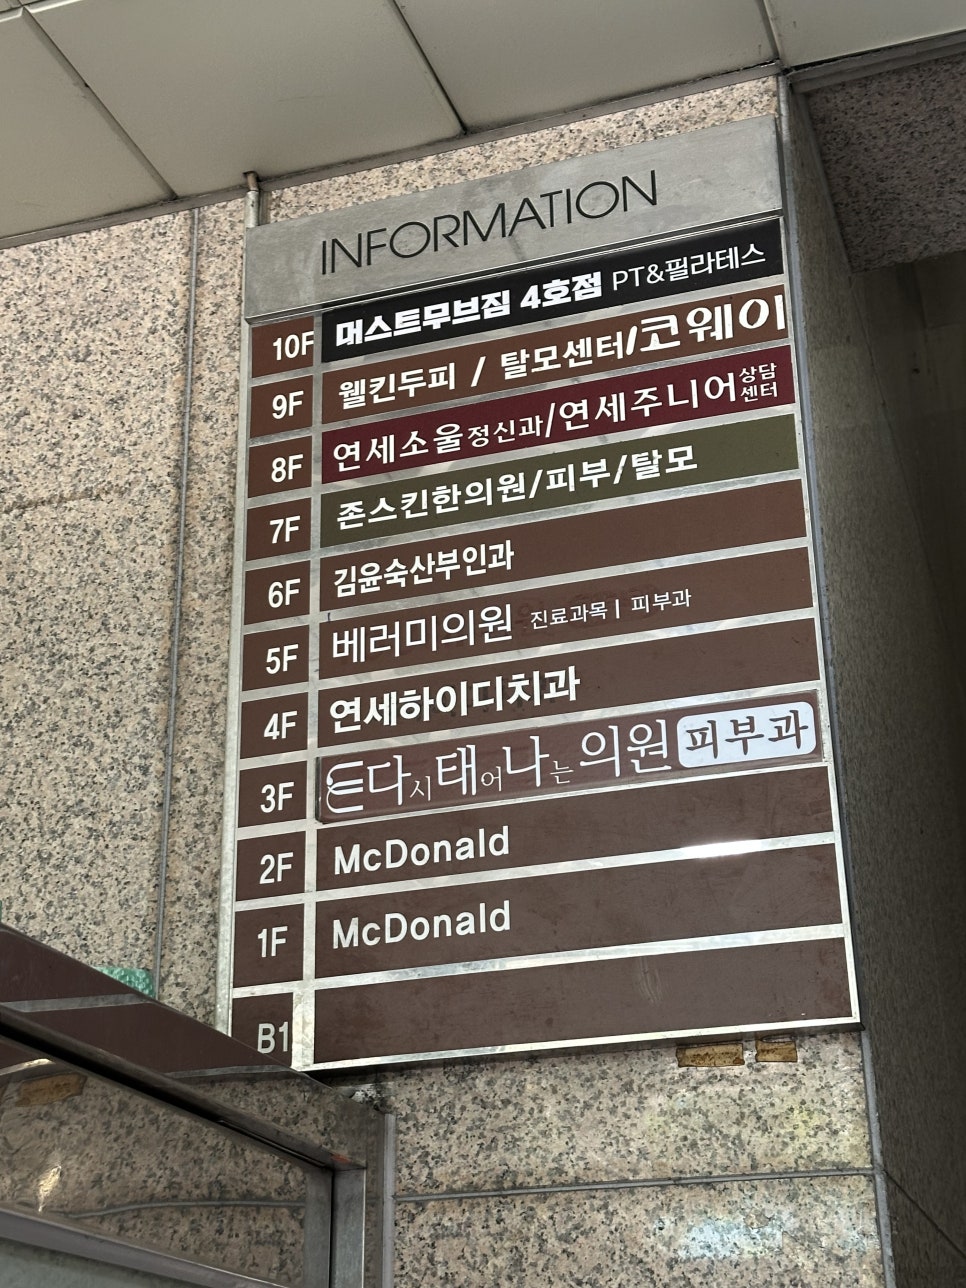 INFORMATION
10F 머스트무브짐 4호점 PT&필라테스
9F 웰킨두피 / 탈모센터/코웨이
8F 연세소울정신과/연세주니어상담센터
7F 존스킨한의원/피부/탈모
6F 김윤숙산부인과
5F 베러미의원 진료과목| 피부과
4F 연세하이디치과
3F 다시태어나는의원 피부과
2F McDonald
1F McDonald
B1